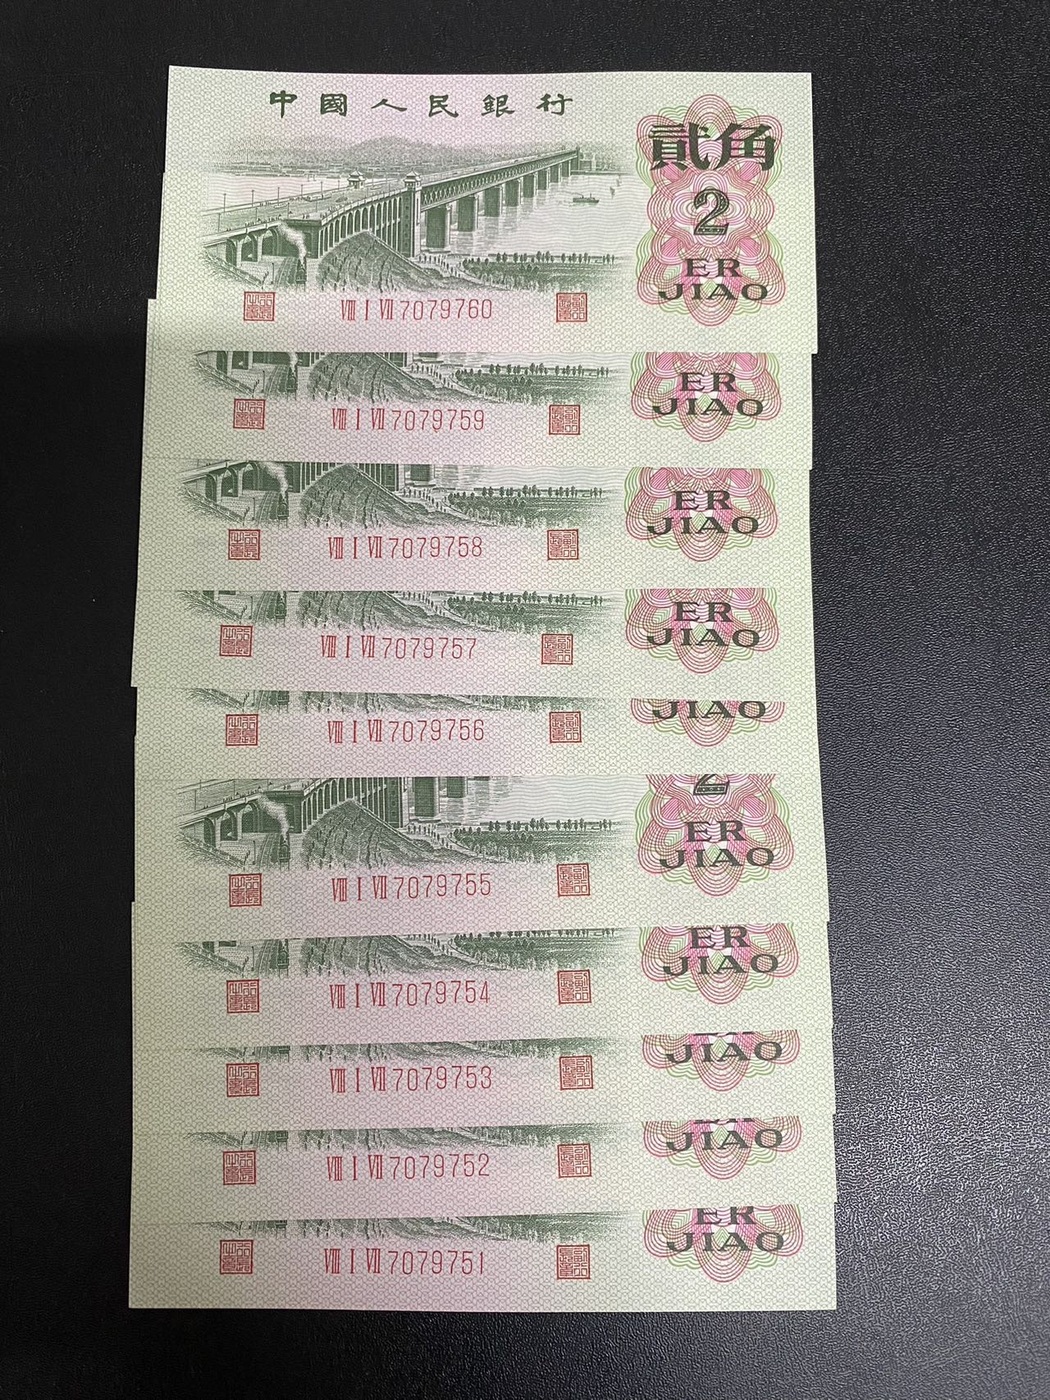 中國人民銀行
貳角
2
ER
JIAO
Ⅷ Ⅰ Ⅶ 7079760
ER
JIAO
Ⅷ Ⅰ Ⅶ 7079759
ER
JIAO
Ⅷ Ⅰ Ⅶ 7079758
ER
JIAO
Ⅷ Ⅰ Ⅶ 7079757
JIAO
Ⅷ Ⅰ Ⅶ 7079756
2
ER
JIAO
Ⅷ Ⅰ Ⅶ 7079755
ER
JIAO
Ⅷ Ⅰ Ⅶ 7079754
JIAO
Ⅷ Ⅰ Ⅶ 7079753
JIAO
Ⅷ Ⅰ Ⅶ 7079752
ER
JIAO
Ⅷ Ⅰ Ⅶ 7079751